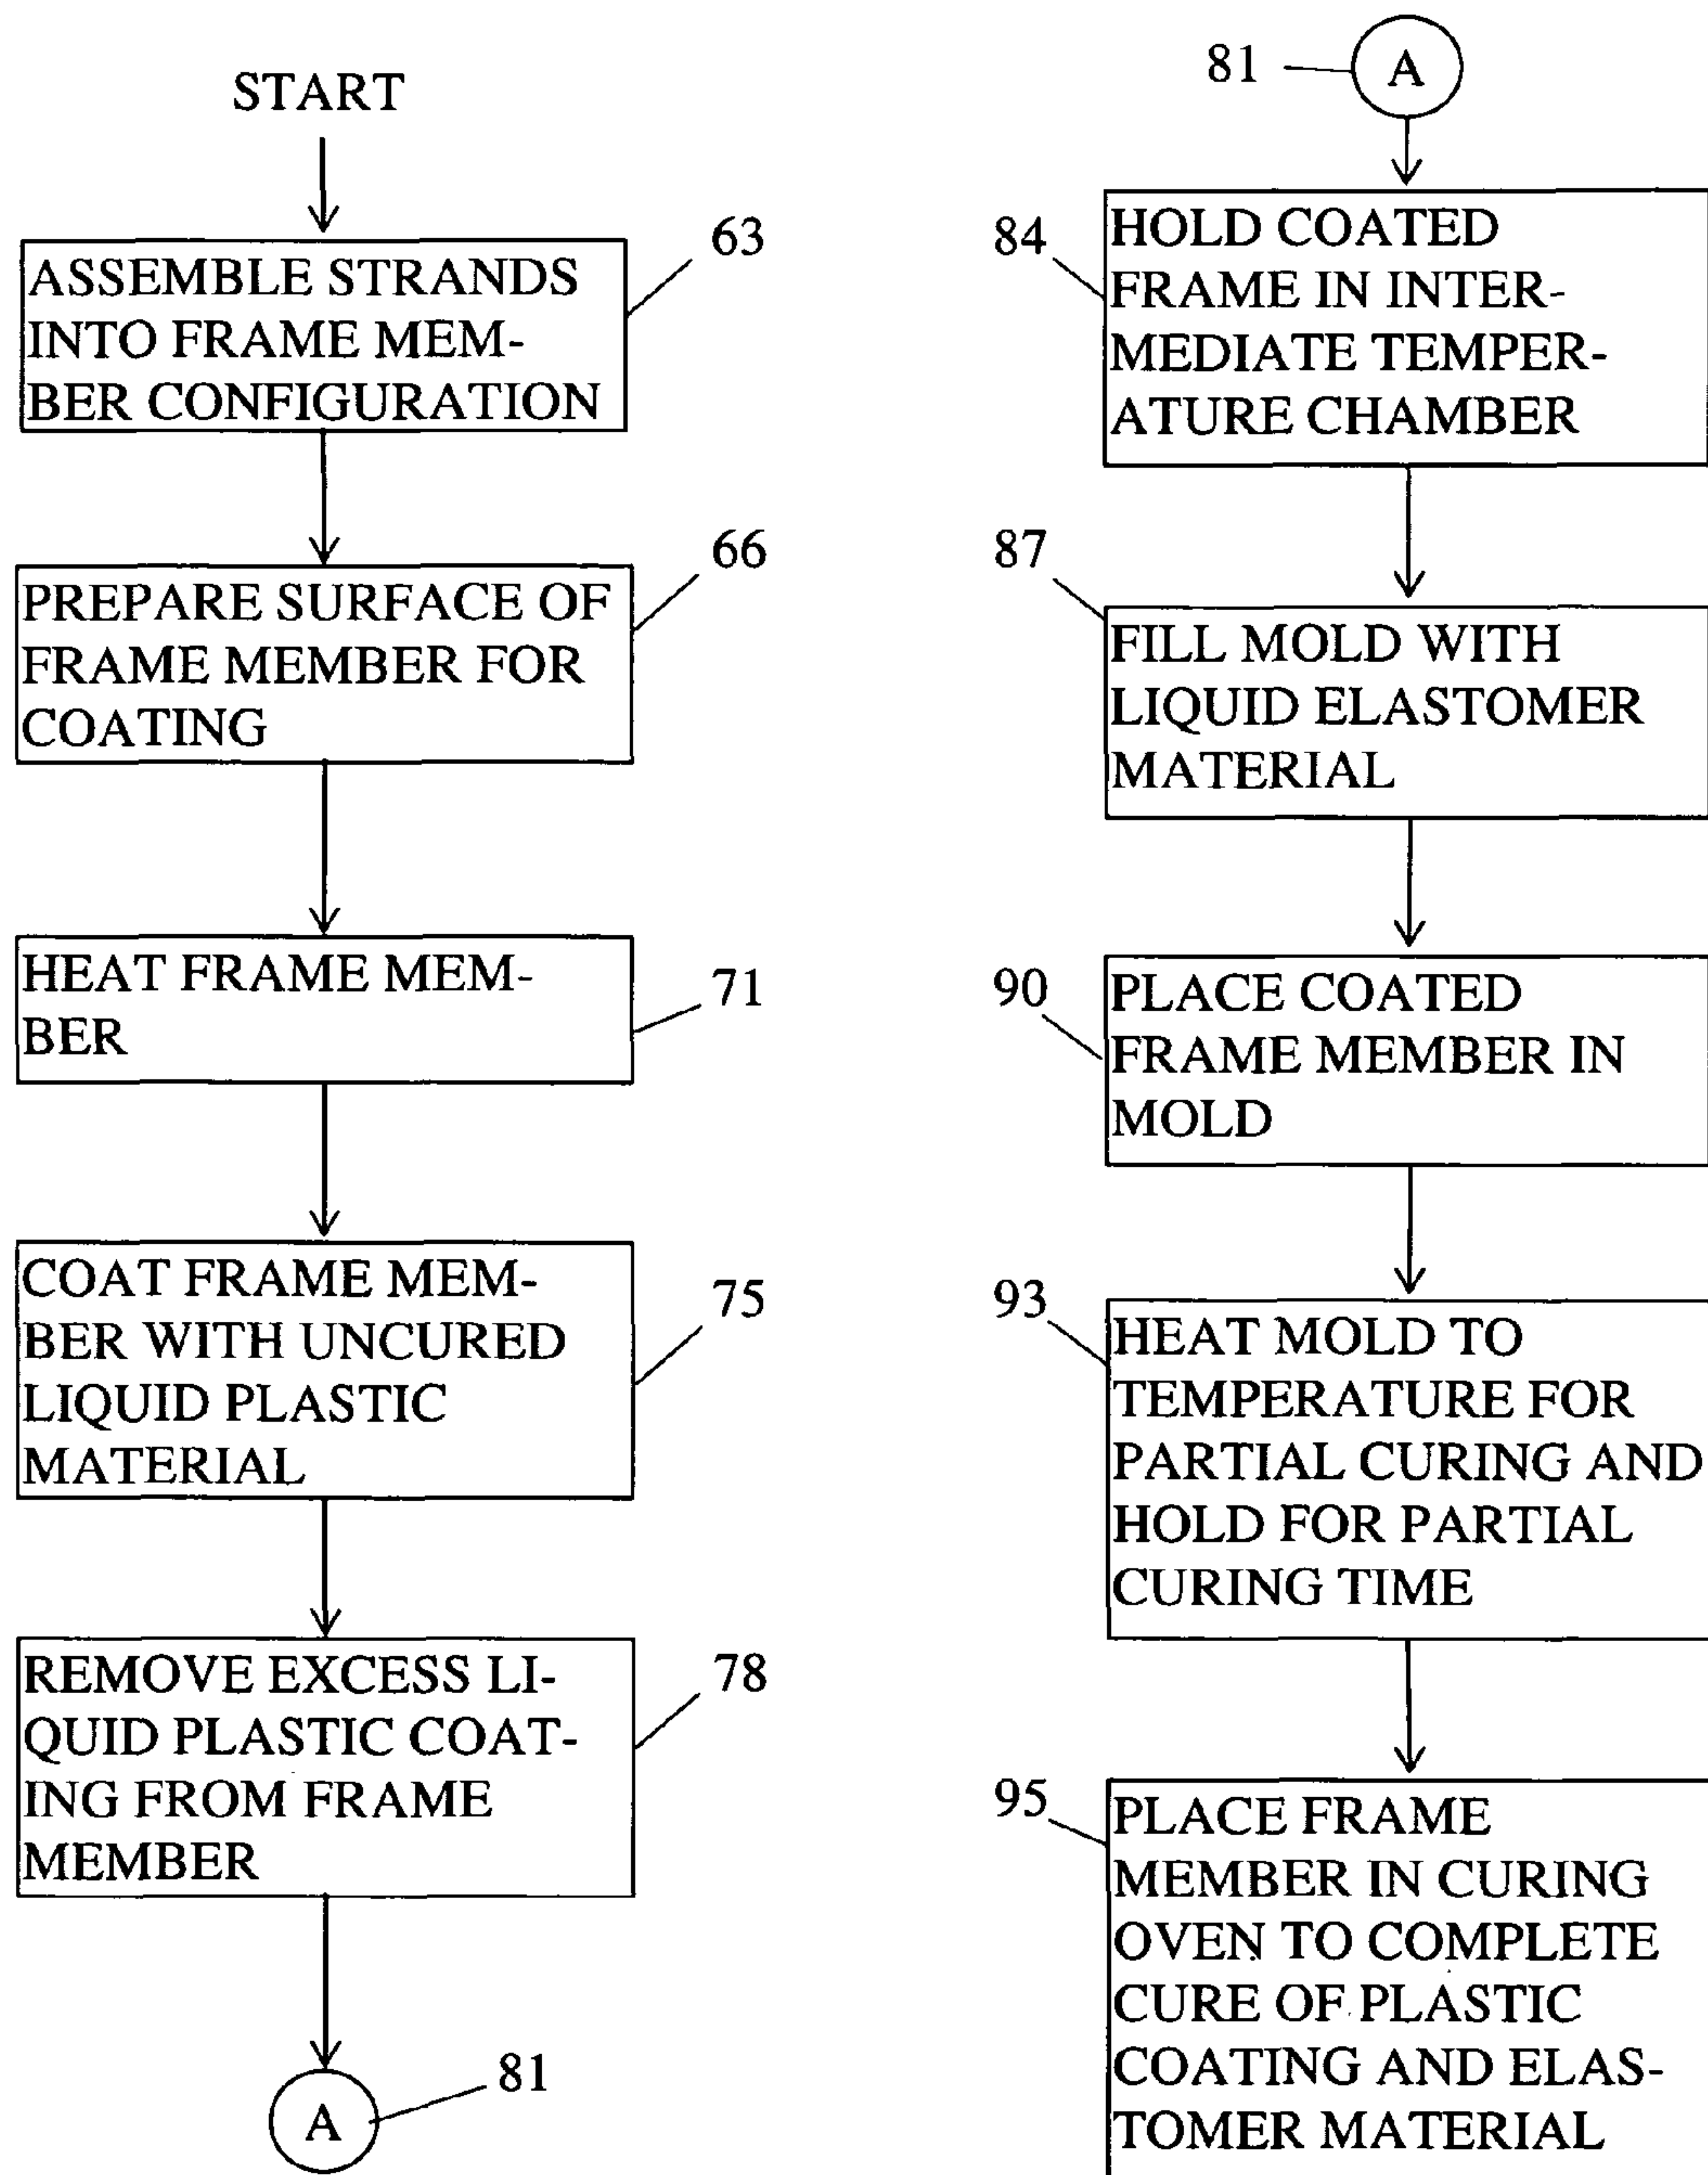 START
63
ASSEMBLE STRANDS
INTO FRAME MEM-
BER CONFIGURATION
66
PREPARE SURFACE OF
FRAME MEMBER FOR
COATING
71
HEAT FRAME MEM-
BER
75
COAT FRAME MEM-
BER WITH UNCURED
LIQUID PLASTIC
MATERIAL
78
REMOVE EXCESS LI-
QUID PLASTIC COAT-
ING FROM FRAME
MEMBER
81
A
81
A
84
HOLD COATED
FRAME IN INTER-
MEDIATE TEMPER-
ATURE CHAMBER
87
FILL MOLD WITH
LIQUID ELASTOMER
MATERIAL
90
PLACE COATED
FRAME MEMBER IN
MOLD
93
HEAT MOLD TO
TEMPERATURE FOR
PARTIAL CURING AND
HOLD FOR PARTIAL
CURING TIME
95
PLACE FRAME
MEMBER IN CURING
OVEN TO COMPLETE
CURE OF PLASTIC
COATING AND ELAS-
TOMER MATERIAL